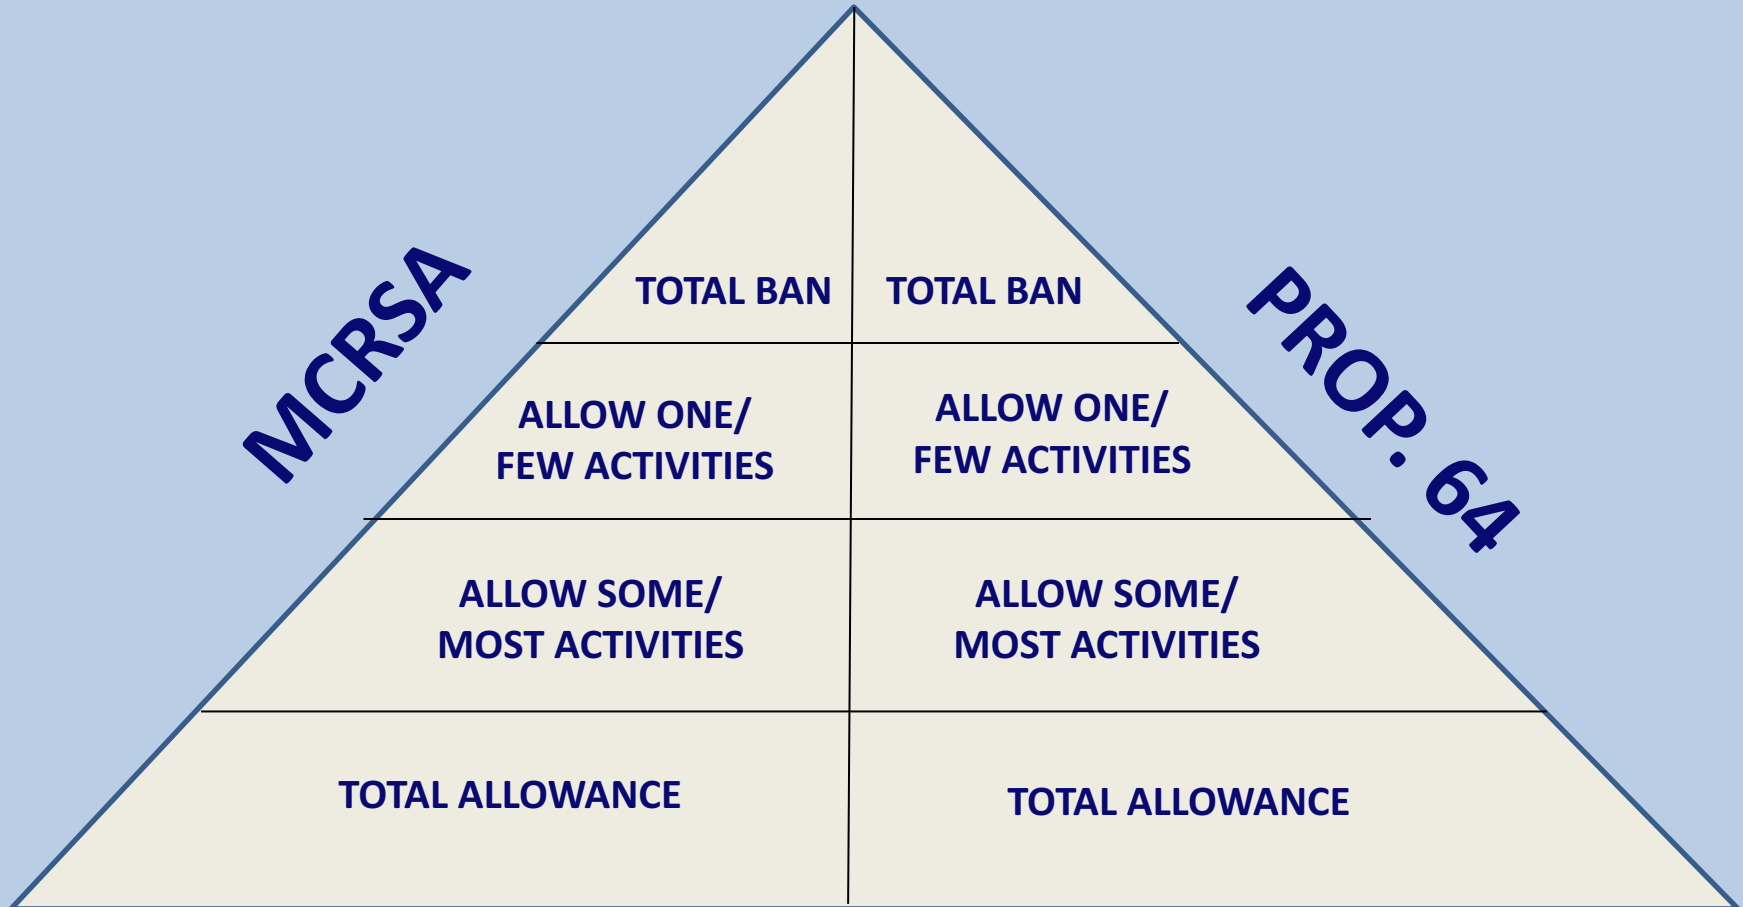 MCRSA
PROP. 64
TOTAL BAN
TOTAL BAN
ALLOW ONE/
FEW ACTIVITIES
ALLOW ONE/
FEW ACTIVITIES
ALLOW SOME/
MOST ACTIVITIES
ALLOW SOME/
MOST ACTIVITIES
TOTAL ALLOWANCE
TOTAL ALLOWANCE